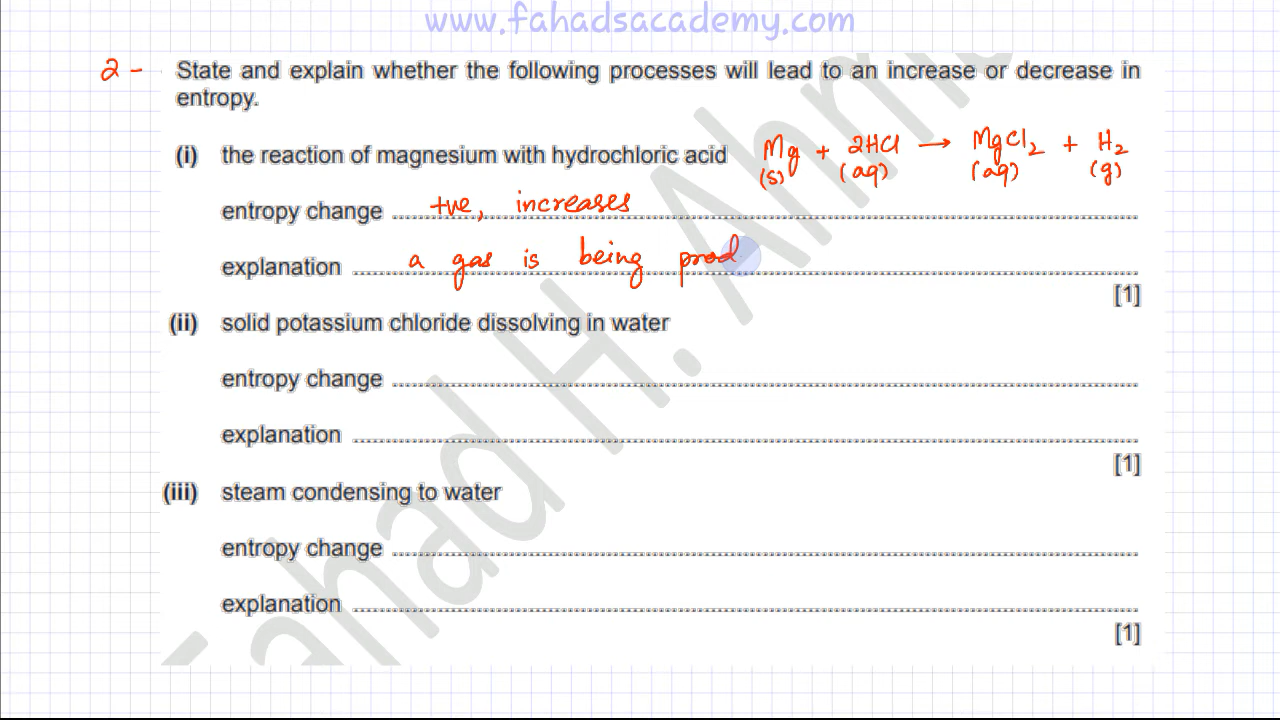 www.fahadsacademy.com
2 - State and explain whether the following processes will lead to an increase or decrease in
entropy.
(i) the reaction of magnesium with hydrochloric acid Mg + 2HCl → MgCl₂ + H₂
(s) (aq) (aq) (g)
entropy change +ve, increases
explanation a gas is being prod
[1]
(ii) solid potassium chloride dissolving in water
entropy change
explanation
[1]
(iii) steam condensing to water
entropy change
explanation
[1]
Fahad H. Ahmad